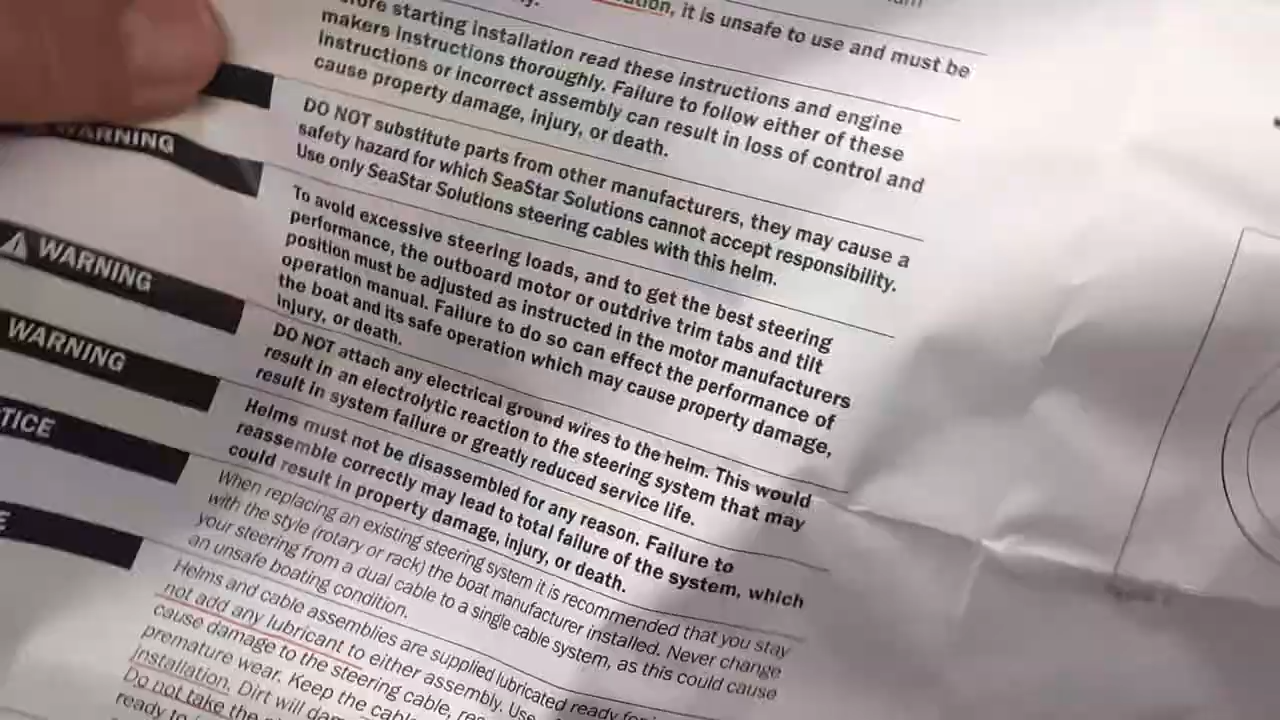 it is unsafe to use and must be
starting installation read these instructions and engine
makers instructions thoroughly. Failure to follow either of these
instructions or incorrect assembly can result in loss of control and
cause property damage, injury, or death.
WARNING
DO NOT substitute parts from other manufacturers, they may cause a
safety hazard for which SeaStar Solutions cannot accept responsibility.
Use only SeaStar Solutions steering cables with this helm.
WARNING
To avoid excessive steering loads, and to get the best steering
performance, the outboard motor or outdrive trim tabs and tilt
position must be adjusted as instructed in the motor manufacturers
operation manual. Failure to do so can effect the performance of
the boat and its safe operation which may cause property damage,
injury, or death.
WARNING
DO NOT attach any electrical ground wires to the helm. This would
result in an electrolytic reaction to the steering system that may
result in system failure or greatly reduced service life.
TICE
Helms must not be disassembled for any reason. Failure to
reassemble correctly may lead to total failure of the system, which
could result in property damage, injury, or death.
E
When replacing an existing steering system it is recommended that you stay
with the style (rotary or rack) the boat manufacturer installed. Never change
your steering from a dual cable to a single cable system, as this could cause
an unsafe boating condition.
Helms and cable assemblies are supplied lubricated ready for
not add any lubricant to either assembly. Use
cause damage to the steering cable,
premature wear. Keep the
installation. Dirt will
Do not take the
ready to